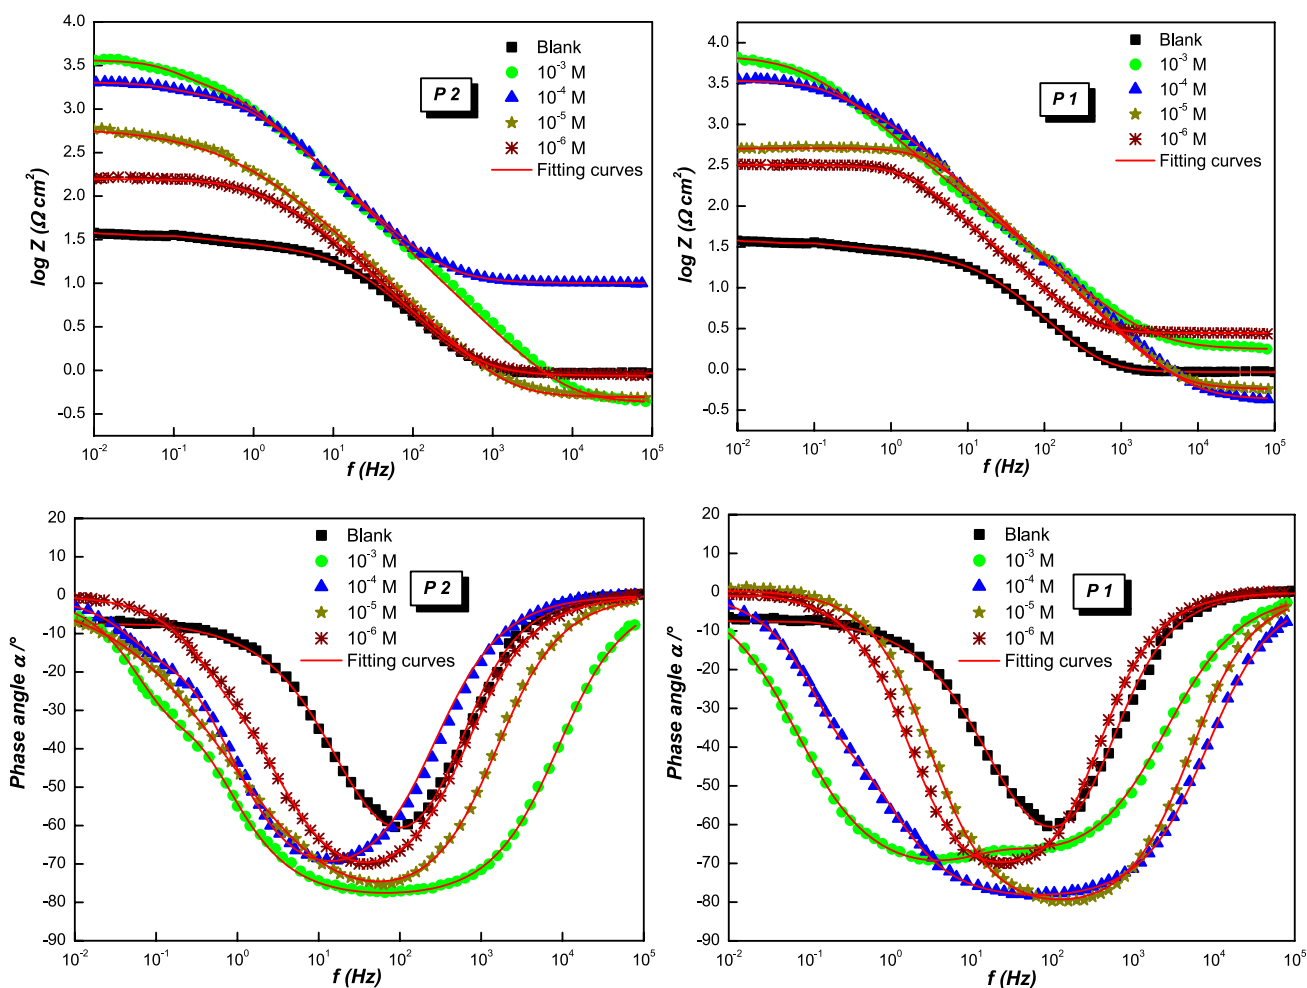 4.0
3.5
3.0
2.5
2.0
1.5
1.0
0.5
0.0
-0.5
log Z (Ω cm²)
P 2
Blank
10⁻³ M
10⁻⁴ M
10⁻⁵ M
10⁻⁶ M
Fitting curves
10⁻² 10⁻¹ 10⁰ 10¹ 10² 10³ 10⁴ 10⁵
f (Hz)
4.0
3.5
3.0
2.5
2.0
1.5
1.0
0.5
0.0
-0.5
log Z (Ω cm²)
P 1
Blank
10⁻³ M
10⁻⁴ M
10⁻⁵ M
10⁻⁶ M
Fitting curves
10⁻² 10⁻¹ 10⁰ 10¹ 10² 10³ 10⁴ 10⁵
f (Hz)
20
10
0
-10
-20
-30
-40
-50
-60
-70
-80
-90
Phase angle α /°
Blank
10⁻³ M
10⁻⁴ M
10⁻⁵ M
10⁻⁶ M
Fitting curves
P 2
10⁻² 10⁻¹ 10⁰ 10¹ 10² 10³ 10⁴ 10⁵
f (Hz)
20
10
0
-10
-20
-30
-40
-50
-60
-70
-80
-90
Phase angle α /°
Blank
10⁻³ M
10⁻⁴ M
10⁻⁵ M
10⁻⁶ M
Fitting curves
P 1
10⁻² 10⁻¹ 10⁰ 10¹ 10² 10³ 10⁴ 10⁵
f (Hz)